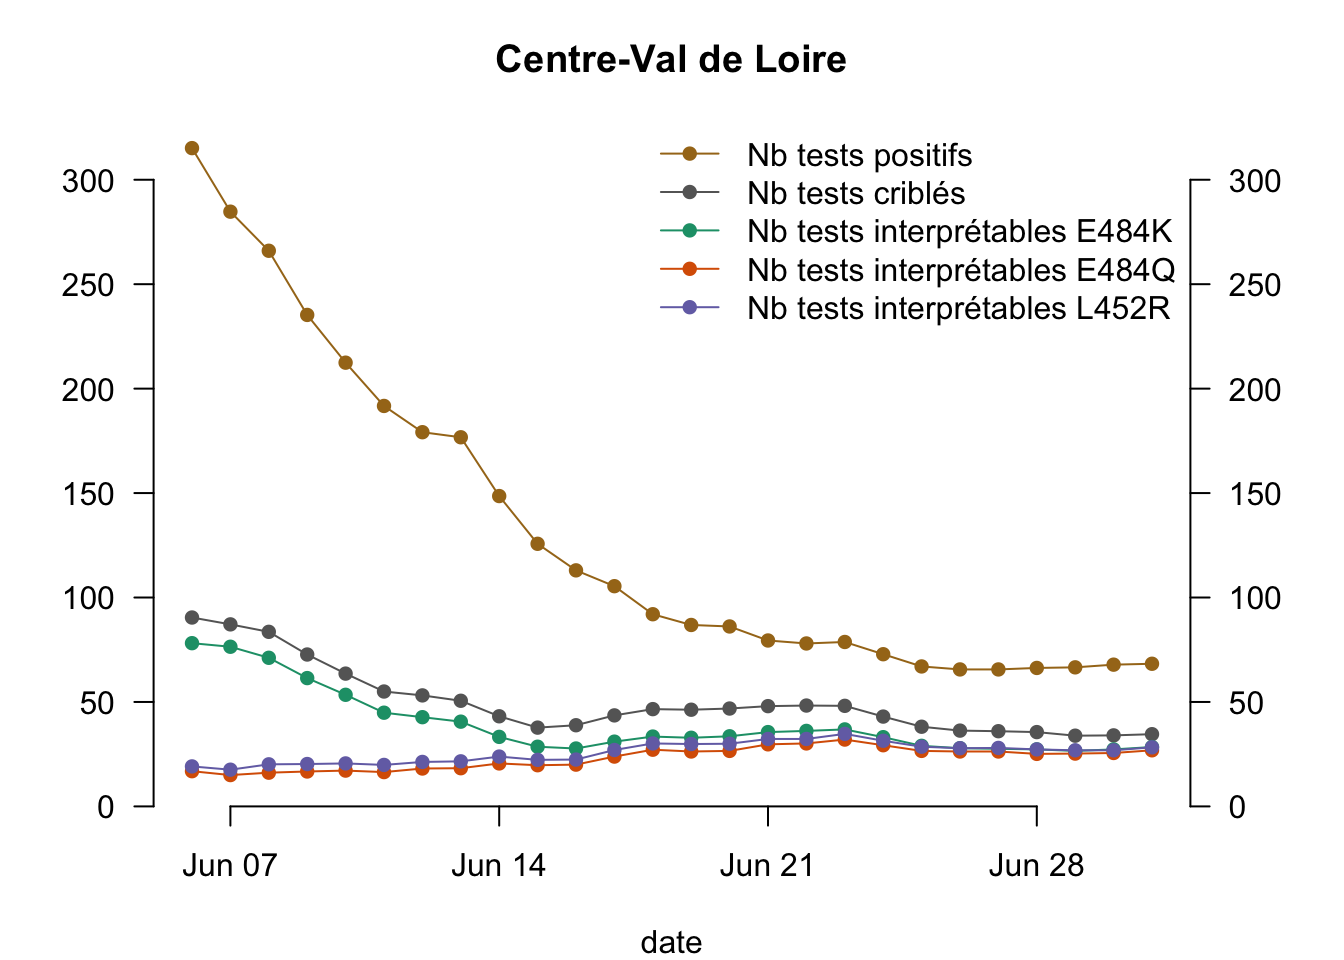 Centre-Val de Loire
Nb tests positifs
Nb tests criblés
Nb tests interprétables E484K
Nb tests interprétables E484Q
Nb tests interprétables L452R
300
250
200
150
100
50
0
300
250
200
150
100
50
0
Jun 07 Jun 14 Jun 21 Jun 28
date